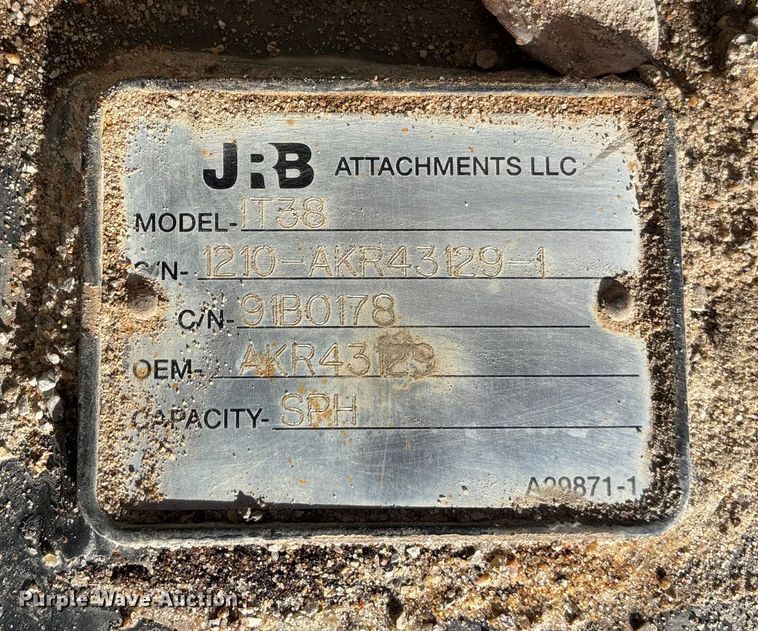 JRB ATTACHMENTS LLC
MODEL-IT38
S/N-1210-AKR43129-1
C/N-91B0178
OEM-AKR43129
CAPACITY-SPH
A29871-1
Purple Wave Auction